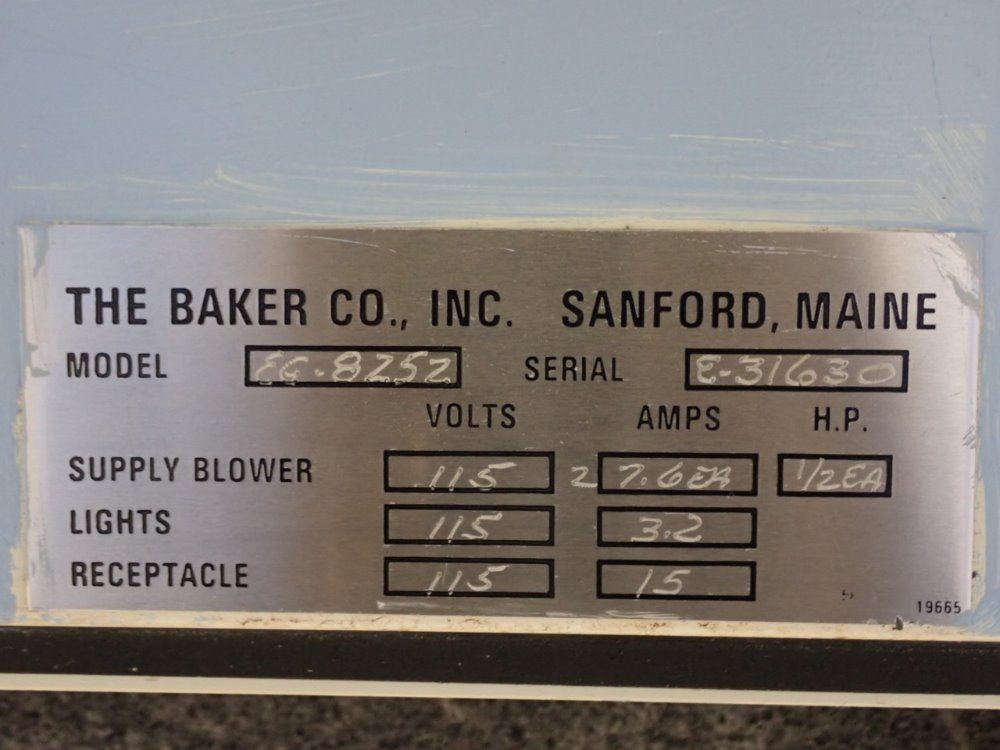 THE BAKER CO., INC. SANFORD, MAINE
MODEL EG-8252 SERIAL E-31630
VOLTS AMPS H.P.
SUPPLY BLOWER 115 2 7.6EA 1/2EA
LIGHTS 115 3.2
RECEPTACLE 115 15
19665